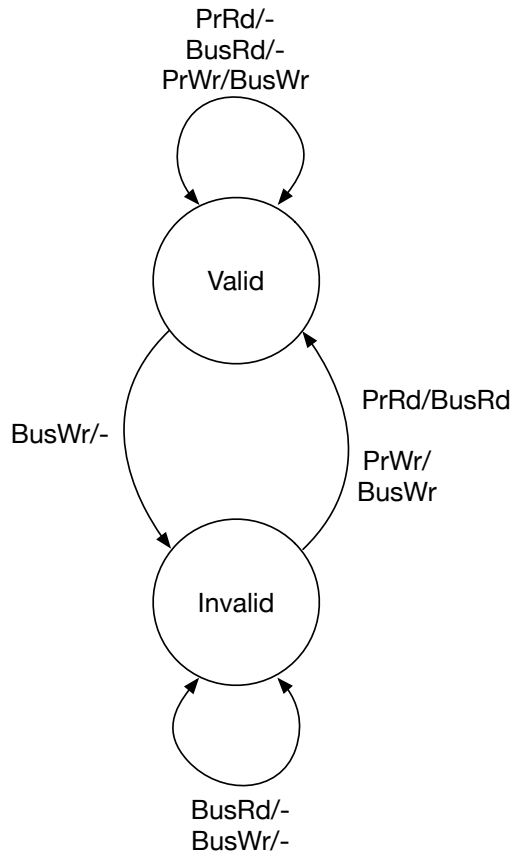 PrRd/-
BusRd/-
PrWr/BusWr
Valid
BusWr/-
PrRd/BusRd
PrWr/
BusWr
Invalid
BusRd/-
BusWr/-